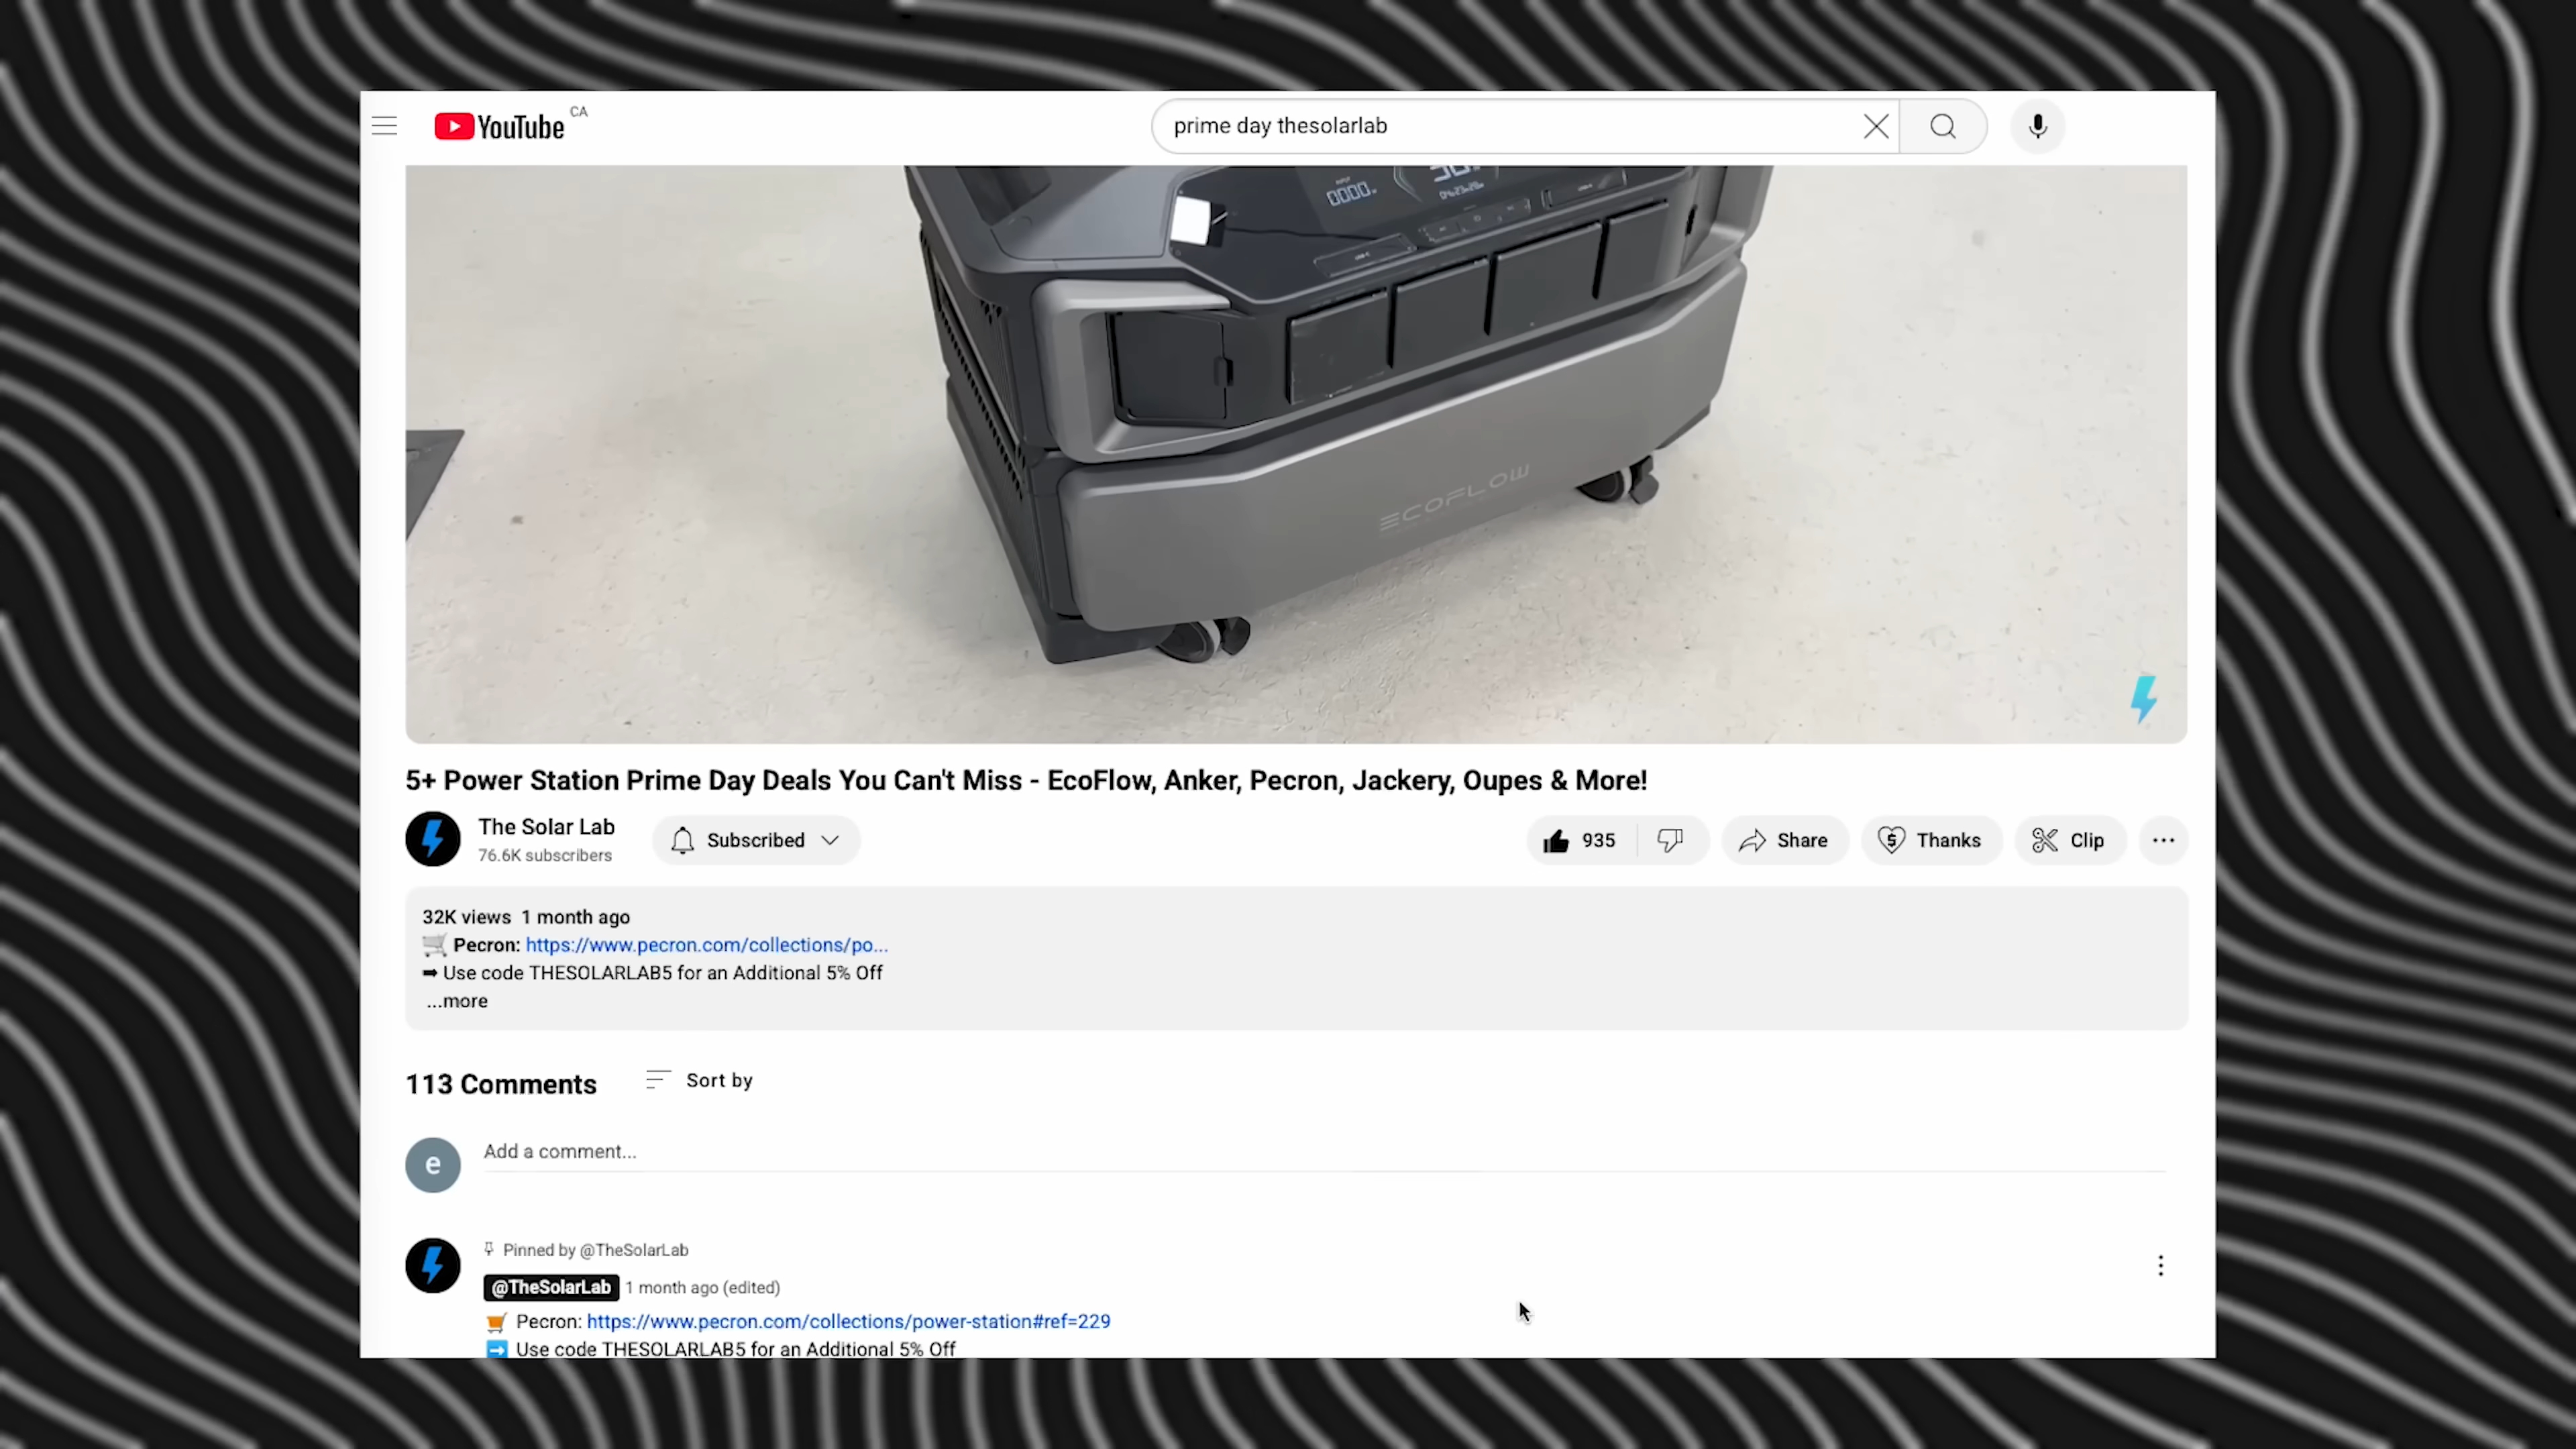 YouTube CA
prime day thesolarlab
ECOFLOW
5+ Power Station Prime Day Deals You Can't Miss - EcoFlow, Anker, Pecron, Jackery, Oupes & More!
The Solar Lab
76.6K subscribers
Subscribed
935
Share
Thanks
Clip
32K views 1 month ago
Pecron: https://www.pecron.com/collections/po...
➡ Use code THESOLARLAB5 for an Additional 5% Off
...more
113 Comments
Sort by
e
Add a comment...
Pinned by @TheSolarLab
@TheSolarLab 1 month ago (edited)
Pecron: https://www.pecron.com/collections/power-station#ref=229
➡ Use code THESOLARLAB5 for an Additional 5% Off